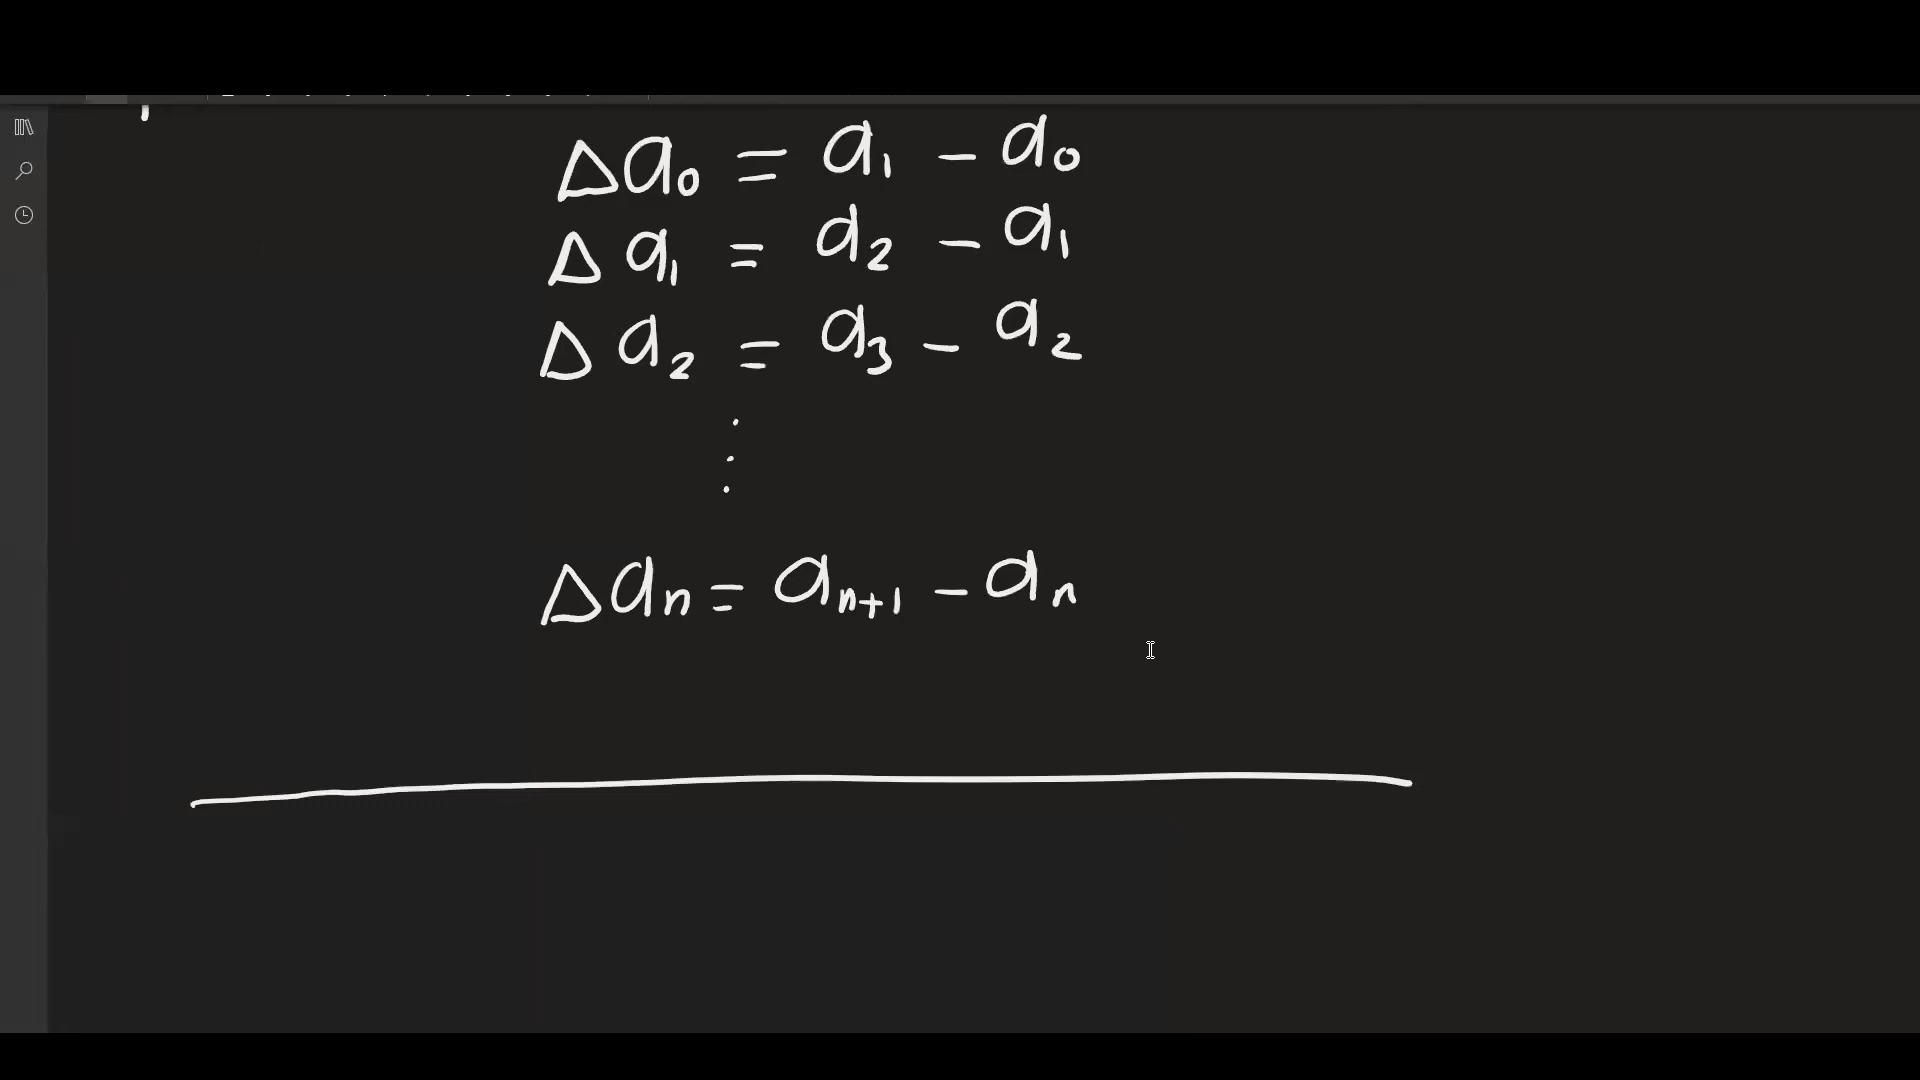 Δa₀ = a₁ - a₀
Δa₁ = a₂ - a₁
Δa₂ = a₃ - a₂
⋮
Δaₙ = aₙ₊₁ - aₙ